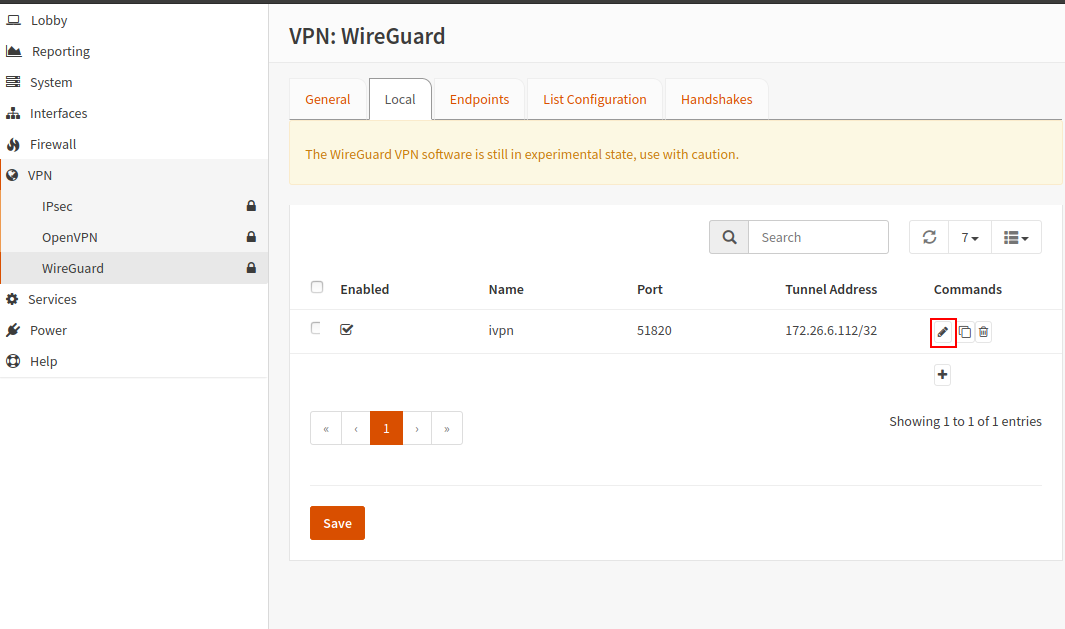 Lobby
Reporting
System
Interfaces
Firewall
VPN
IPsec
OpenVPN
WireGuard
Services
Power
Help
VPN: WireGuard
General Local Endpoints List Configuration Handshakes
The WireGuard VPN software is still in experimental state, use with caution.
Search 7
Enabled Name Port Tunnel Address Commands
ivpn 51820 172.26.6.112/32
« ‹ 1 › »
Showing 1 to 1 of 1 entries
Save